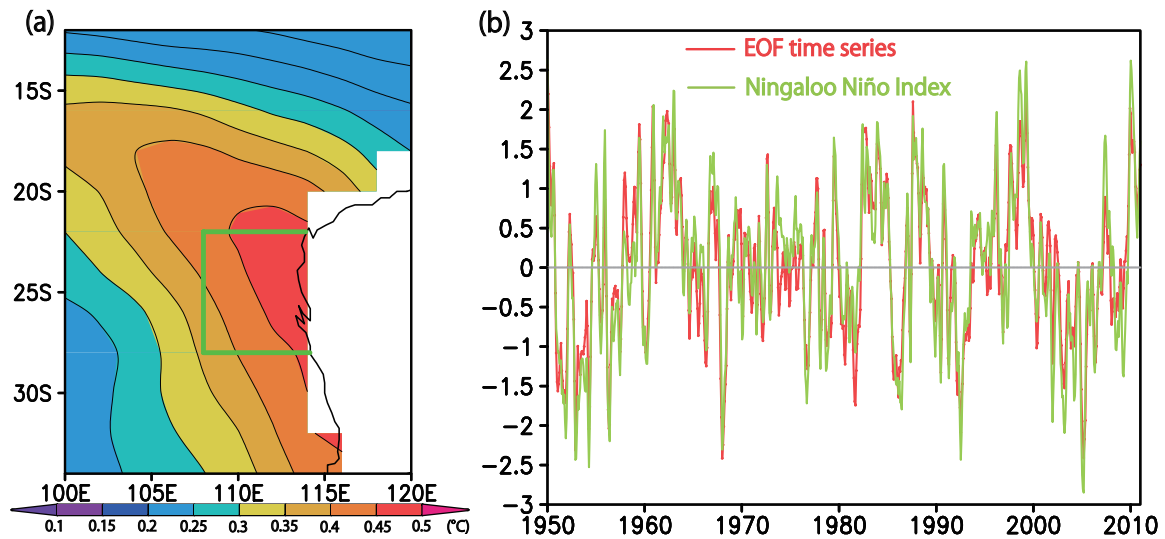 (a)
15S
20S
25S
30S
100E 105E 110E 115E 120E
0.1 0.15 0.2 0.25 0.3 0.35 0.4 0.45 0.5 (°C)
(b)
EOF time series
Ningaloo Niño Index
3
2.5
2
1.5
1
0.5
0
−0.5
−1
−1.5
−2
−2.5
−3
1950 1960 1970 1980 1990 2000 2010